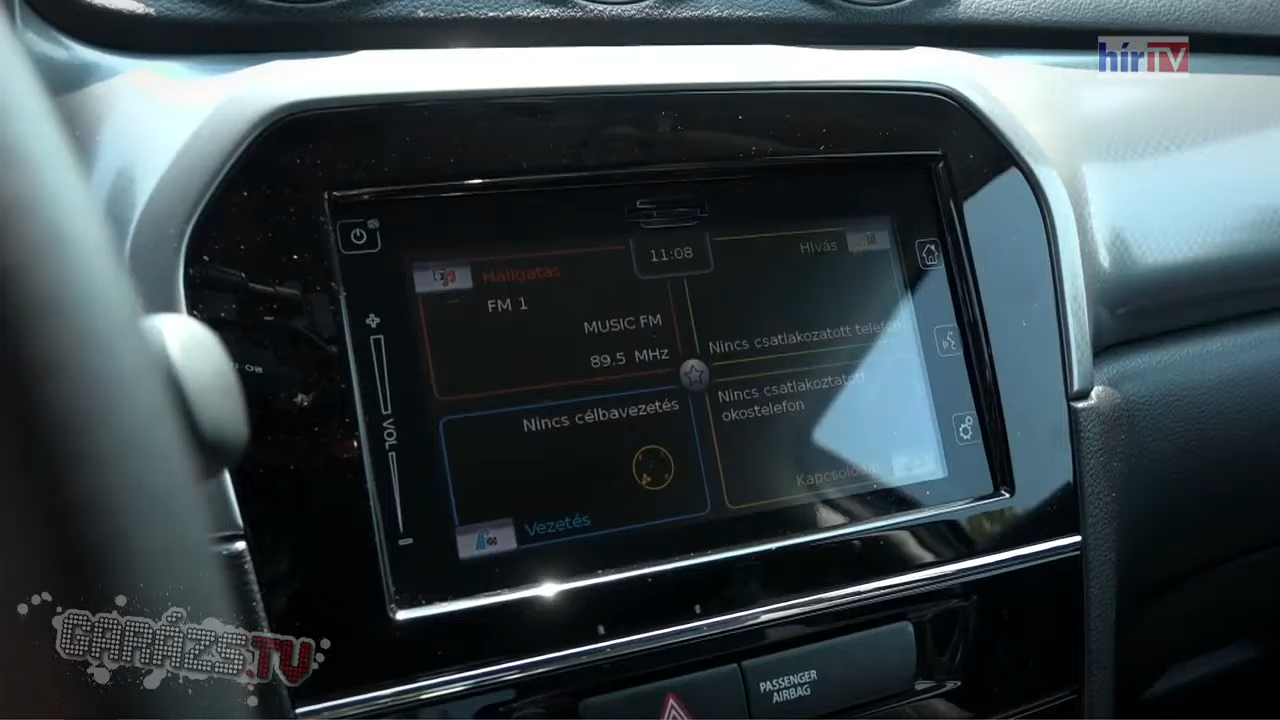 hírTV
11:08
Hallgatás
Hívás
FM 1
MUSIC FM
89.5 MHz
Nincs csatlakozatott telefon
VOL
Nincs célbavezetés
Nincs csatlakoztatott
okostelefon
Vezetés
GARÁZS.TV
PASSENGER
AIRBAG